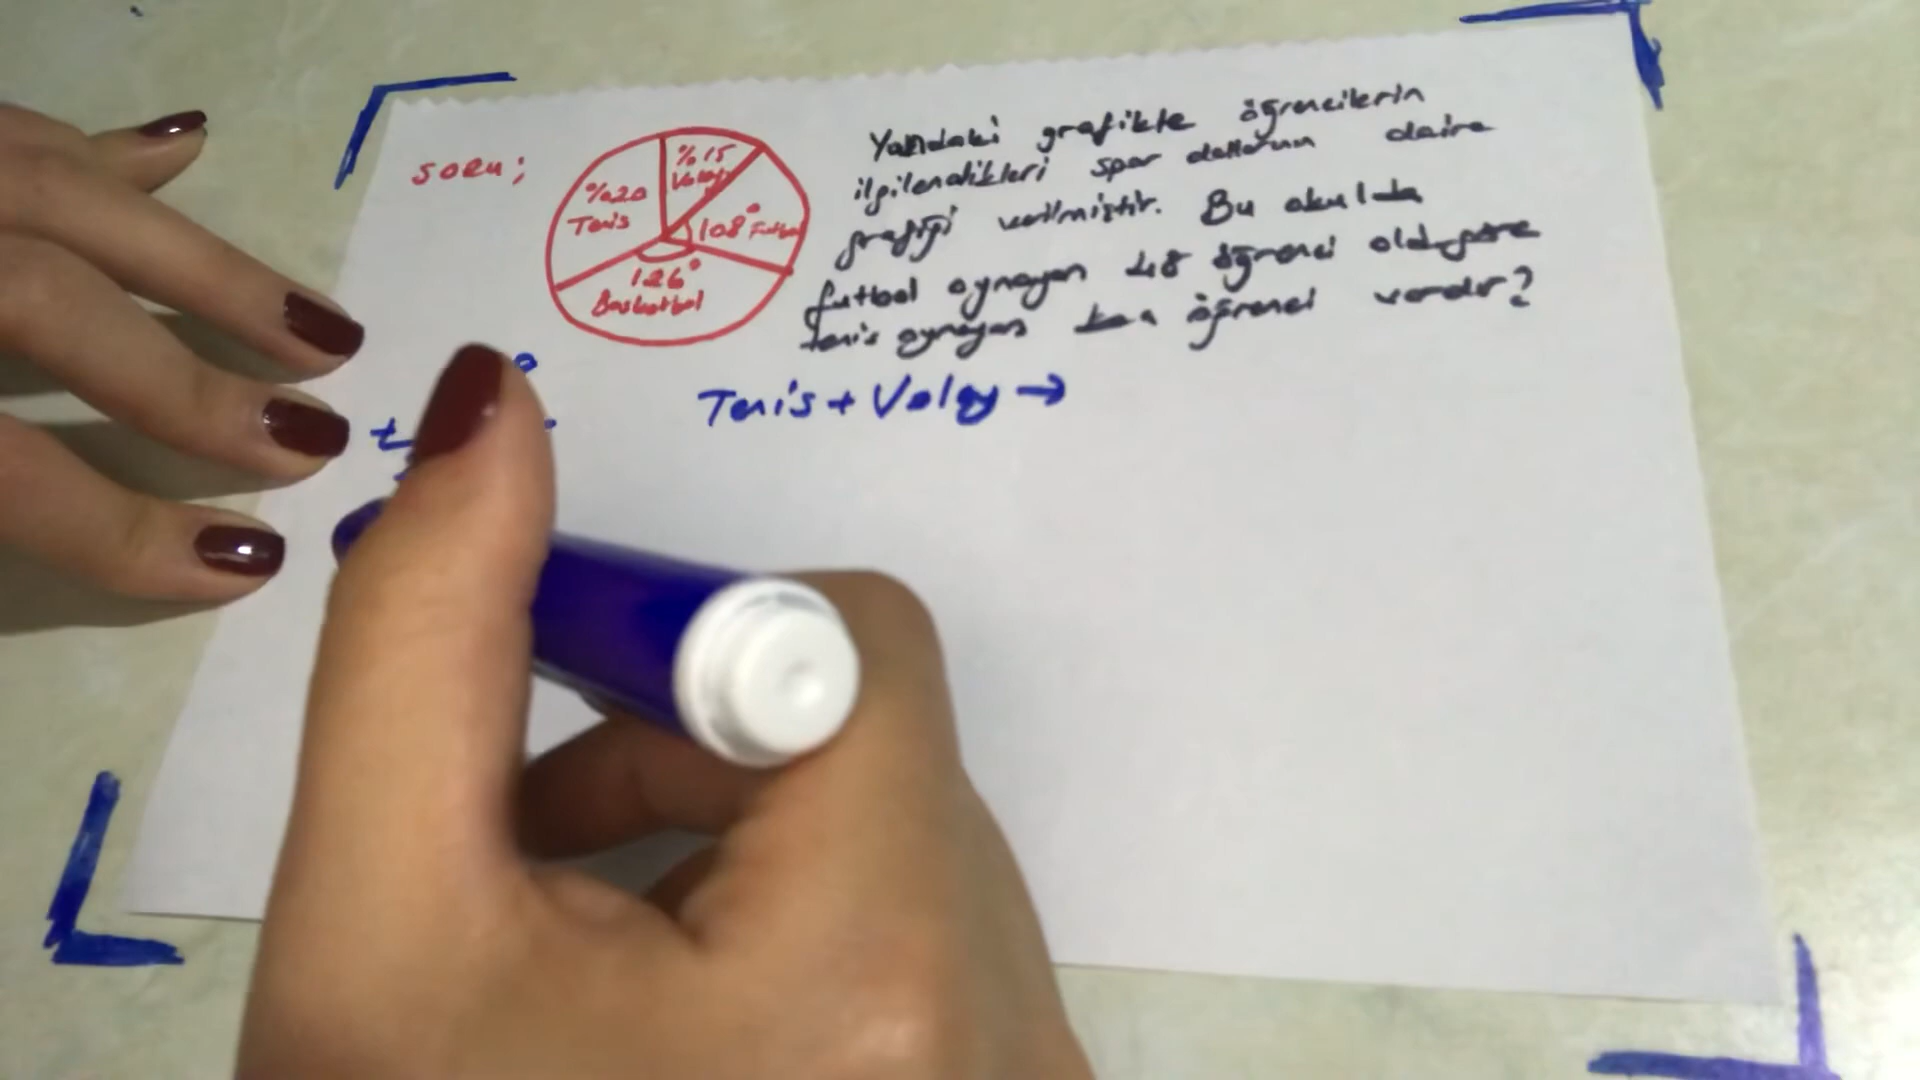 SORU;
%15
Voley
%20
Tenis
108° Futbol
126°
Basketbol
Yandaki grafikte öğrencilerin
ilgilendikleri spor dallarının daire
grafiği verilmiştir. Bu okulda
futbol oynayan 48 öğrenci olduğuna göre
tenis oynayan kaç öğrenci vardır?
Tenis + Voley →